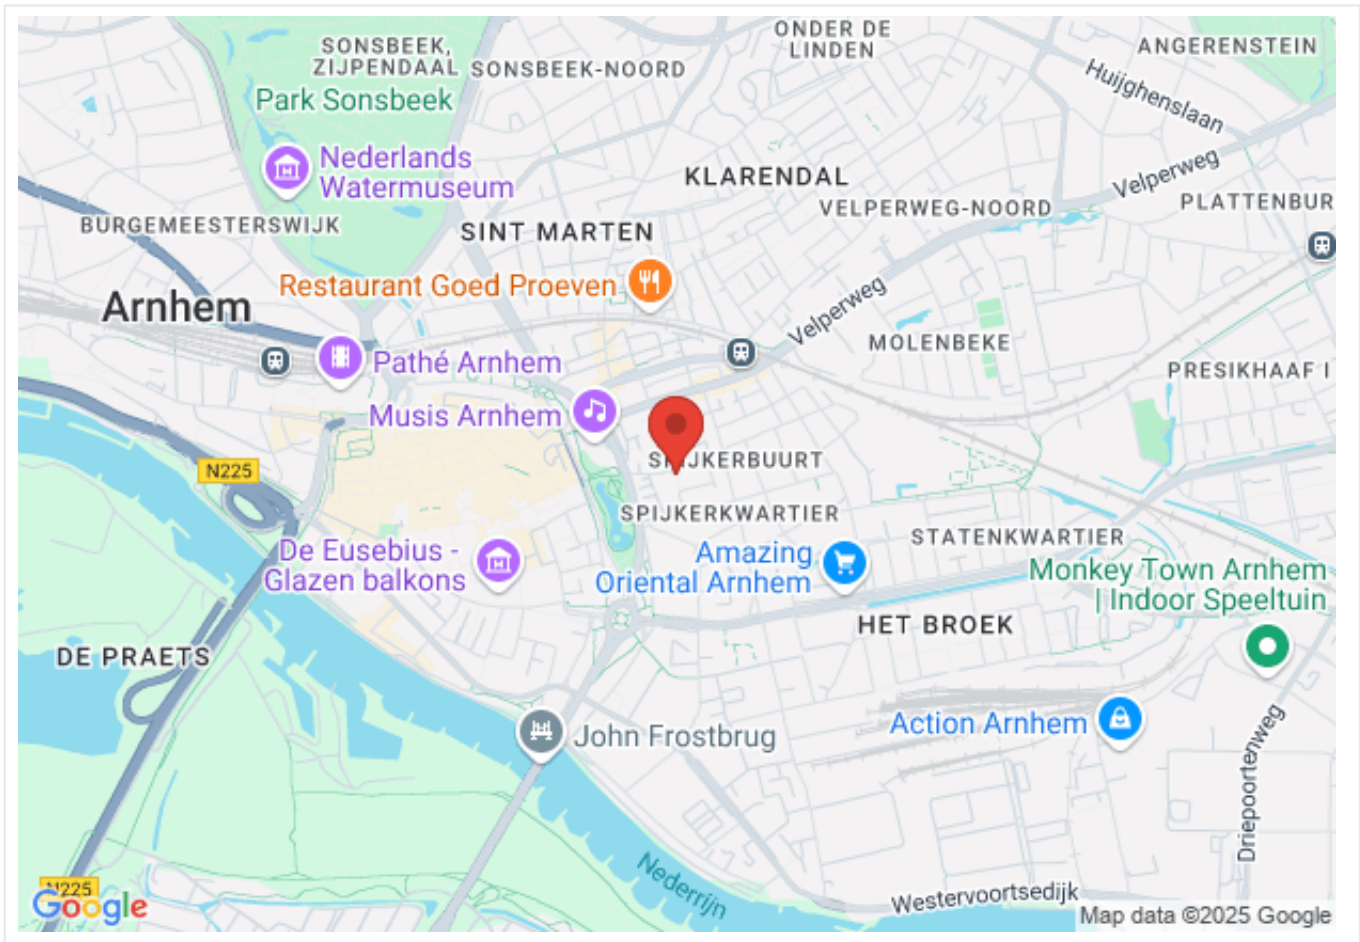 ONDER DE
LINDEN
SONSBEEK,
ZIJPENDAAL
SONSBEEK-NOORD
ANGERENSTEIN
Huijghenslaan
Park Sonsbeek
Nederlands
Watermuseum
KLARENDAL
Velperweg
BURGEMEESTERSWIJK
SINT MARTEN
VELPERWEG-NOORD
PLATTENBUR
Restaurant Goed Proeven
Arnhem
Velperweg
MOLENBEKE
Pathé Arnhem
PRESIKHAAF I
Musis Arnhem
SPIJKERBUURT
N225
SPIJKERKWARTIER
STATENKWARTIER
De Eusebius -
Glazen balkons
Amazing
Oriental Arnhem
Monkey Town Arnhem
| Indoor Speeltuin
HET BROEK
DE PRAETS
Action Arnhem
John Frostbrug
Driepoortenweg
Nederrijn
Westervoortsedijk
N225
Google
Map data ©2025 Google